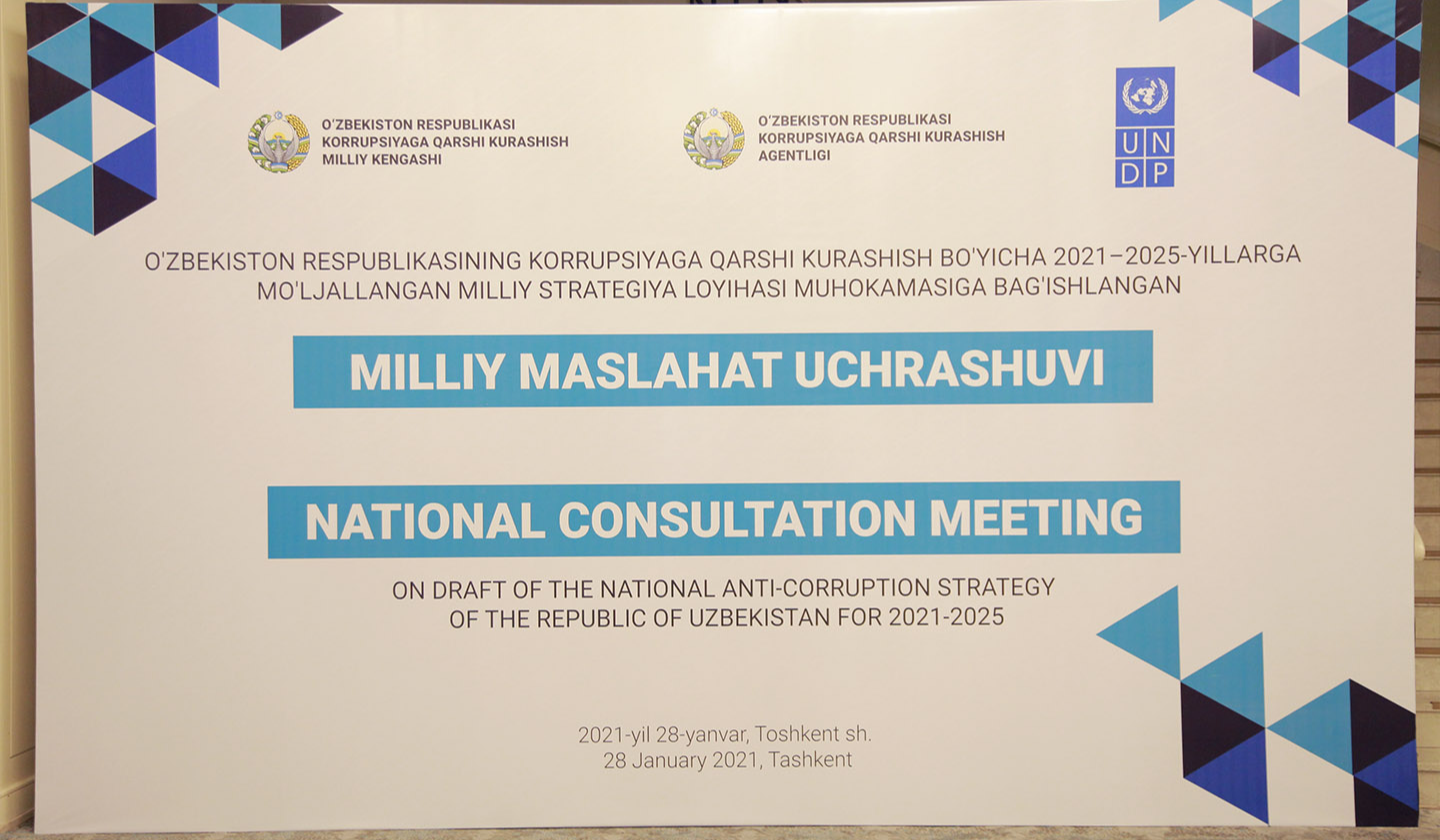 O'ZBEKISTON RESPUBLIKASI
KORRUPSIYAGA QARSHI KURASHISH
MILLIY KENGASHI
O'ZBEKISTON RESPUBLIKASI
KORRUPSIYAGA QARSHI KURASHISH
AGENTLIGI
UN
DP
O'ZBEKISTON RESPUBLIKASINING KORRUPSIYAGA QARSHI KURASHISH BO'YICHA 2021–2025-YILLARGA
MO'LJALLANGAN MILLIY STRATEGIYA LOYIHASI MUHOKAMASIGA BAG'ISHLANGAN
MILLIY MASLAHAT UCHRASHUVI
NATIONAL CONSULTATION MEETING
ON DRAFT OF THE NATIONAL ANTI-CORRUPTION STRATEGY
OF THE REPUBLIC OF UZBEKISTAN FOR 2021-2025
2021-yil 28-yanvar, Toshkent sh.
28 January 2021, Tashkent